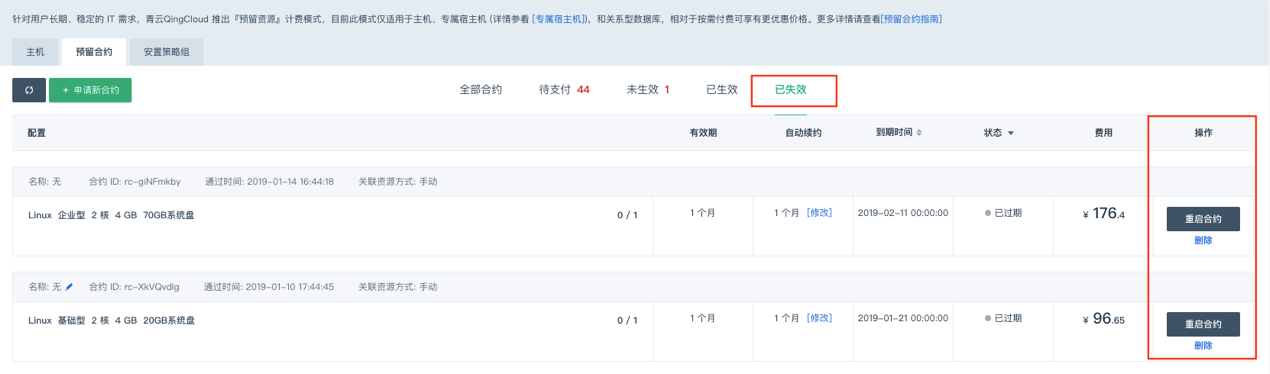 针对用户长期、稳定的 IT 需求，青云QingCloud 推出『预留资源』计费模式，目前此模式仅适用于主机、专属宿主机 (详情参看 [专属宿主机])，和关系型数据库，相对于按需付费可享有更优惠价格。更多详情请查看[预留合约指南]
主机 预留合约 安置策略组
+ 申请新合约 全部合约 待支付 44 未生效 1 已生效 已失效
配置 有效期 自动续约 到期时间 状态 费用 操作
名称: 无 合约 ID: rc-giNFmkby 通过时间: 2019-01-14 16:44:18 关联资源方式: 手动
Linux 企业型 2 核 4 GB 70GB系统盘 0 / 1 1 个月 1 个月 [修改] 2019-02-11 00:00:00 已过期 ¥ 176.4 重启合约
删除
名称: 无 合约 ID: rc-XkVQvdlg 通过时间: 2019-01-10 17:44:45 关联资源方式: 手动
Linux 基础型 2 核 4 GB 20GB系统盘 0 / 1 1 个月 1 个月 [修改] 2019-01-21 00:00:00 已过期 ¥ 96.65 重启合约
删除